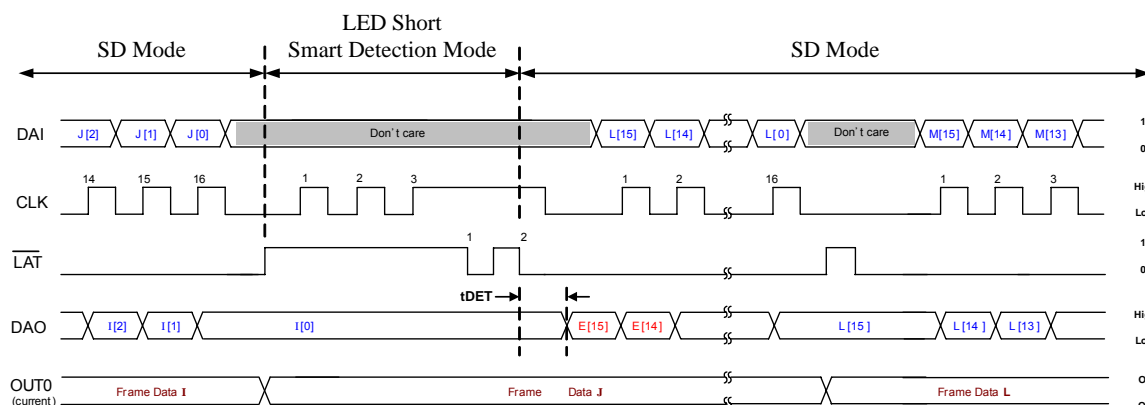 LED Short
SD Mode Smart Detection Mode SD Mode
DAI J [2] J [1] J [0] Don't care L [15] L [14] L [0] Don't care M [15] M [14] M [13] 1
0
14 15 16 1 2 3 1 2 16 1 2 3
CLK Hi
Lo
LAT 1 2 1
0
tDET
DAO I [2] I [1] I [0] E [15] E [14] L [15] L [14] L [13] Hi
Lo
OUT0 Frame Data I Frame Data J Frame Data L O
(current) O